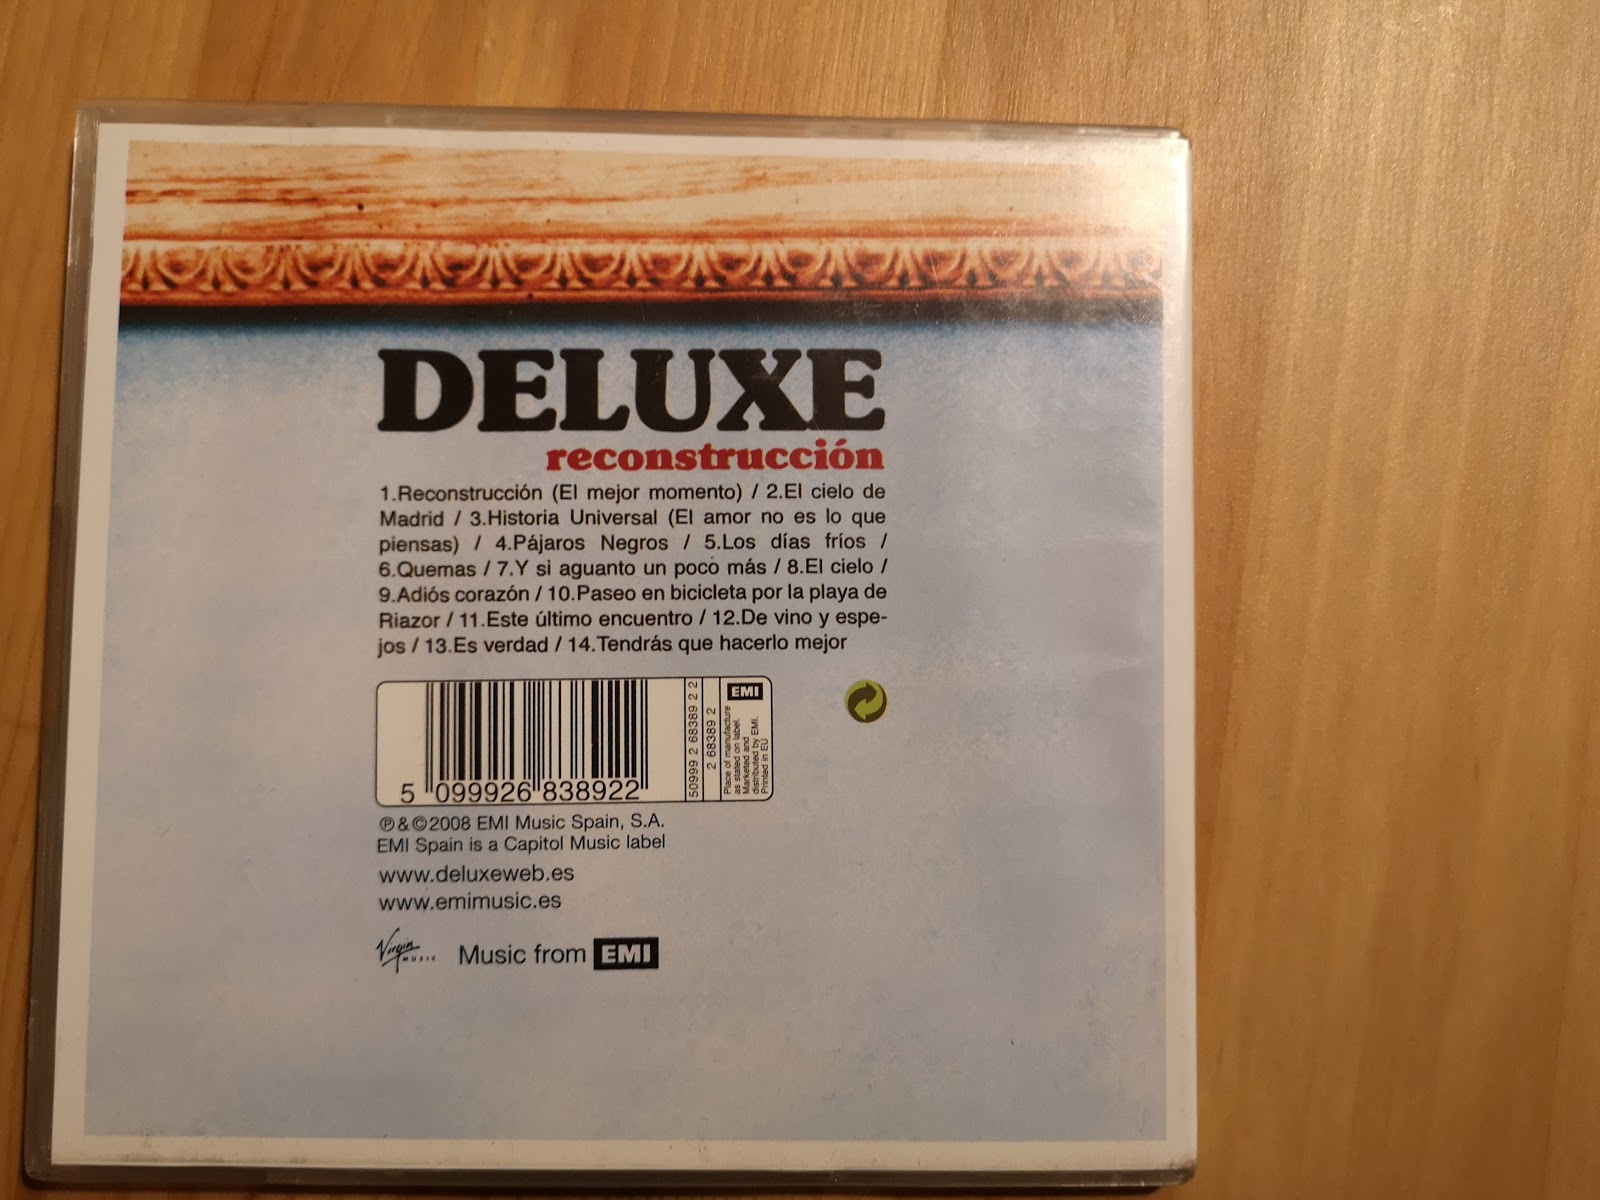 DELUXE
reconstrucción
1.Reconstrucción (El mejor momento) / 2.El cielo de
Madrid / 3.Historia Universal (El amor no es lo que
piensas) / 4.Pájaros Negros / 5.Los días fríos /
6.Quemas / 7.Y si aguanto un poco más / 8.El cielo /
9.Adiós corazón / 10.Paseo en bicicleta por la playa de
Riazor / 11.Este último encuentro / 12.De vino y espe-
jos / 13.Es verdad / 14.Tendrás que hacerlo mejor
5 099926 838922
50999 2 68389 2 2
2 68389 2
EMI
Place of manufacture
as stated on label.
Marketed and
distributed by EMI.
Printed in EU
℗&©2008 EMI Music Spain, S.A.
EMI Spain is a Capitol Music label
www.deluxeweb.es
www.emimusic.es
Virgin MUSIC
Music from EMI